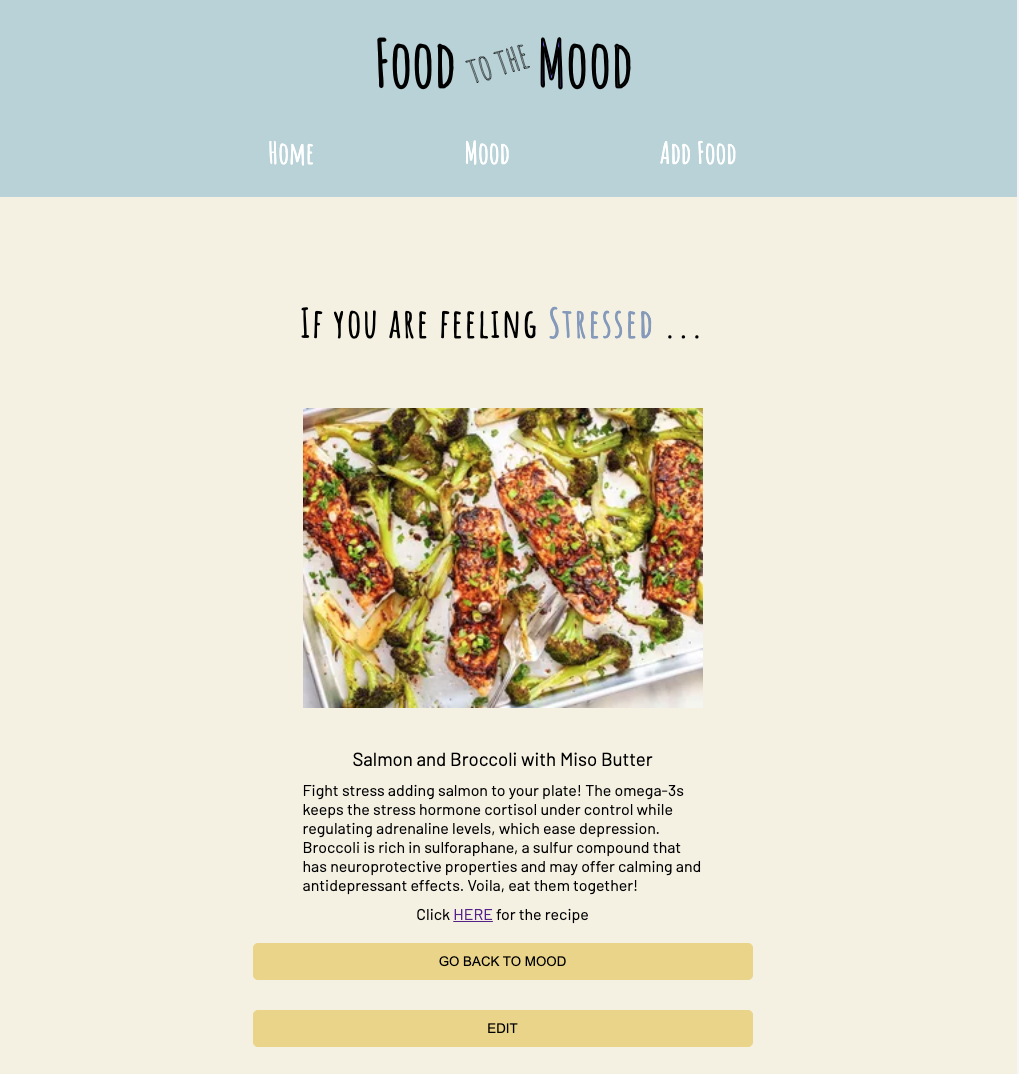 Food to the Mood
Home Mood Add Food
If you are feeling Stressed ...
Salmon and Broccoli with Miso Butter
Fight stress adding salmon to your plate! The omega-3s
keeps the stress hormone cortisol under control while
regulating adrenaline levels, which ease depression.
Broccoli is rich in sulforaphane, a sulfur compound that
has neuroprotective properties and may offer calming and
antidepressant effects. Voila, eat them together!
Click HERE for the recipe
GO BACK TO MOOD
EDIT